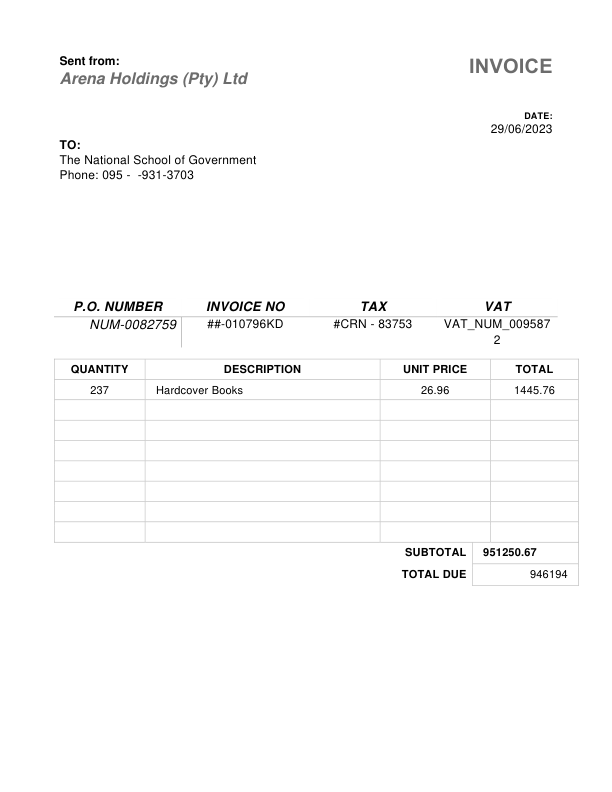 Sent from:
Arena Holdings (Pty) Ltd
INVOICE
DATE:
29/06/2023
TO:
The National School of Government
Phone: 095 -  -931-3703
P.O. NUMBER INVOICE NO TAX VAT
NUM-0082759 ##-010796KD #CRN - 83753 VAT_NUM_009587
2
QUANTITY DESCRIPTION UNIT PRICE TOTAL
237 Hardcover Books 26.96 1445.76
SUBTOTAL 951250.67
TOTAL DUE 946194